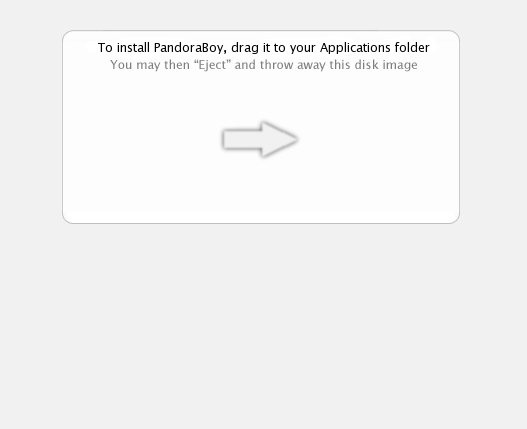 To install PandoraBoy, drag it to your Applications folder
You may then “Eject” and throw away this disk image